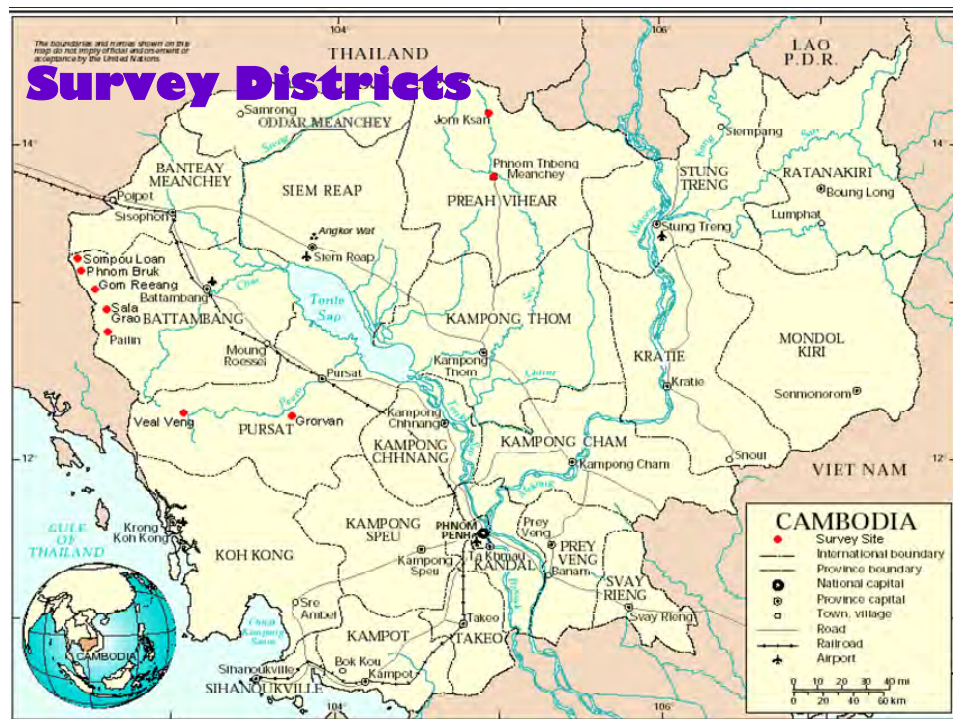 The boundaries and names shown on this
map do not imply official endorsement or
acceptance by the United Nations.
Survey Districts
104°
106°
THAILAND
LAO
P.D.R.
Samrong
ODDAR MEANCHEY
Jom Ksan
Siempang
14°
14°
BANTEAY
MEANCHEY
SIEM REAP
Phnom Thbeng
Meanchey
PREAH VIHEAR
STUNG
TRENG
RATANAKIRI
Boung Long
Poipet
Sisophon
Angkor Wat
Siem Reap
Stung Treng
Lumphat
Sompou Loan
Phnom Bruk
Gom Reeang
Battambang
Sala
Grao
BATTAMBANG
Tonle
Sap
KAMPONG THOM
Pailin
Moung
Roessei
Kampong
Thom
KRATIE
MONDOL
KIRI
Pursat
Kratie
Senmonorom
Veal Veng
Grorvan
PURSAT
Kampong
Chhnang
KAMPONG
CHHNANG
KAMPONG CHAM
Kampong Cham
Snoul
12°
12°
VIET NAM
Mekong
GULF
OF
THAILAND
Krong
Koh Kong
KOH KONG
KAMPONG
SPEU
PHNOM
PENH
Prey
Veng
Ta Khmau
KANDAL
PREY
VENG
Kampong
Speu
Banam
SVAY
RIENG
Svay Rieng
Sre
Ambel
Takeo
KAMPOT
TAKEO
Bok Kou
Kampot
Sihanoukville
SIHANOUKVILLE
104°
106°
CAMBODIA
CAMBODIA
Survey Site
International boundary
Province boundary
National capital
Province capital
Town, village
Road
Railroad
Airport
0 10 20 30 40 mi
0 20 40 60 km